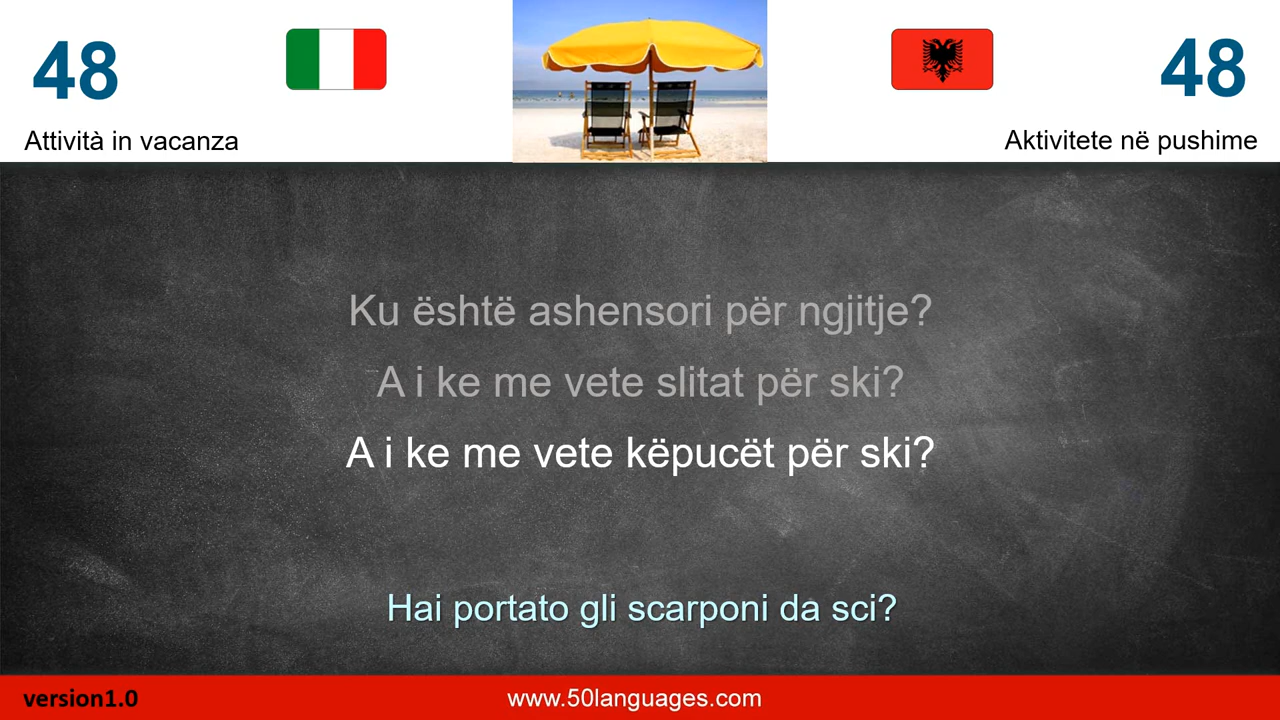 48
48
Attività in vacanza
Aktivitete në pushime
Ku është ashensori për ngjitje?
A i ke me vete slitat për ski?
A i ke me vete këpucët për ski?
Hai portato gli scarponi da sci?
version1.0
www.50languages.com